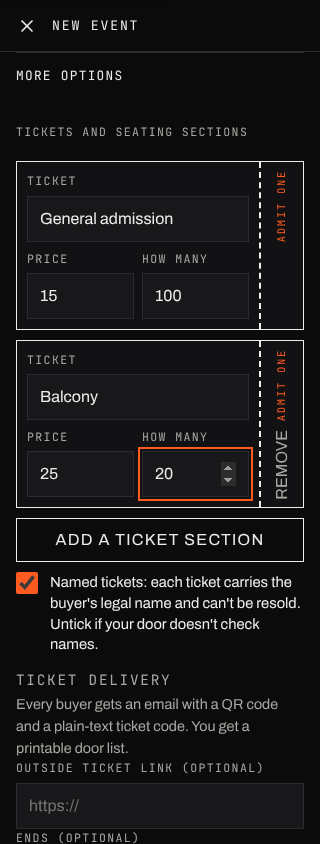 NEW EVENT
MORE OPTIONS
TICKETS AND SEATING SECTIONS
TICKET
General admission
PRICE
HOW MANY
15
100
ADMIT ONE
TICKET
Balcony
PRICE
HOW MANY
25
20
ADMIT ONE
REMOVE
ADD A TICKET SECTION
Named tickets: each ticket carries the
buyer's legal name and can't be resold.
Untick if your door doesn't check
names.
TICKET DELIVERY
Every buyer gets an email with a QR code
and a plain-text ticket code. You get a
printable door list.
OUTSIDE TICKET LINK (OPTIONAL)
https://
ENDS (OPTIONAL)